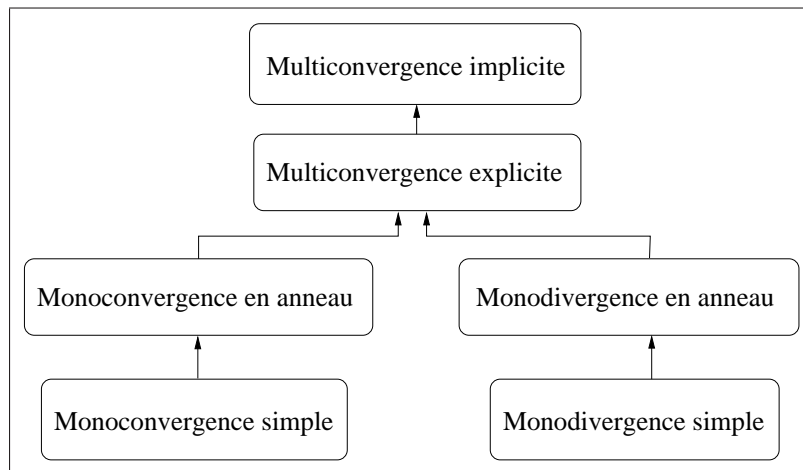 Multiconvergence implicite
Multiconvergence explicite
Monoconvergence en anneau
Monodivergence en anneau
Monoconvergence simple
Monodivergence simple